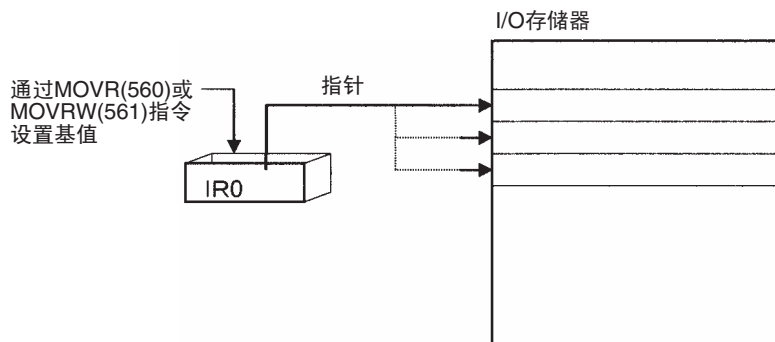 I/O存储器
通过MOVR(560)或
MOVRW(561)指令
设置基值
指针
IR0